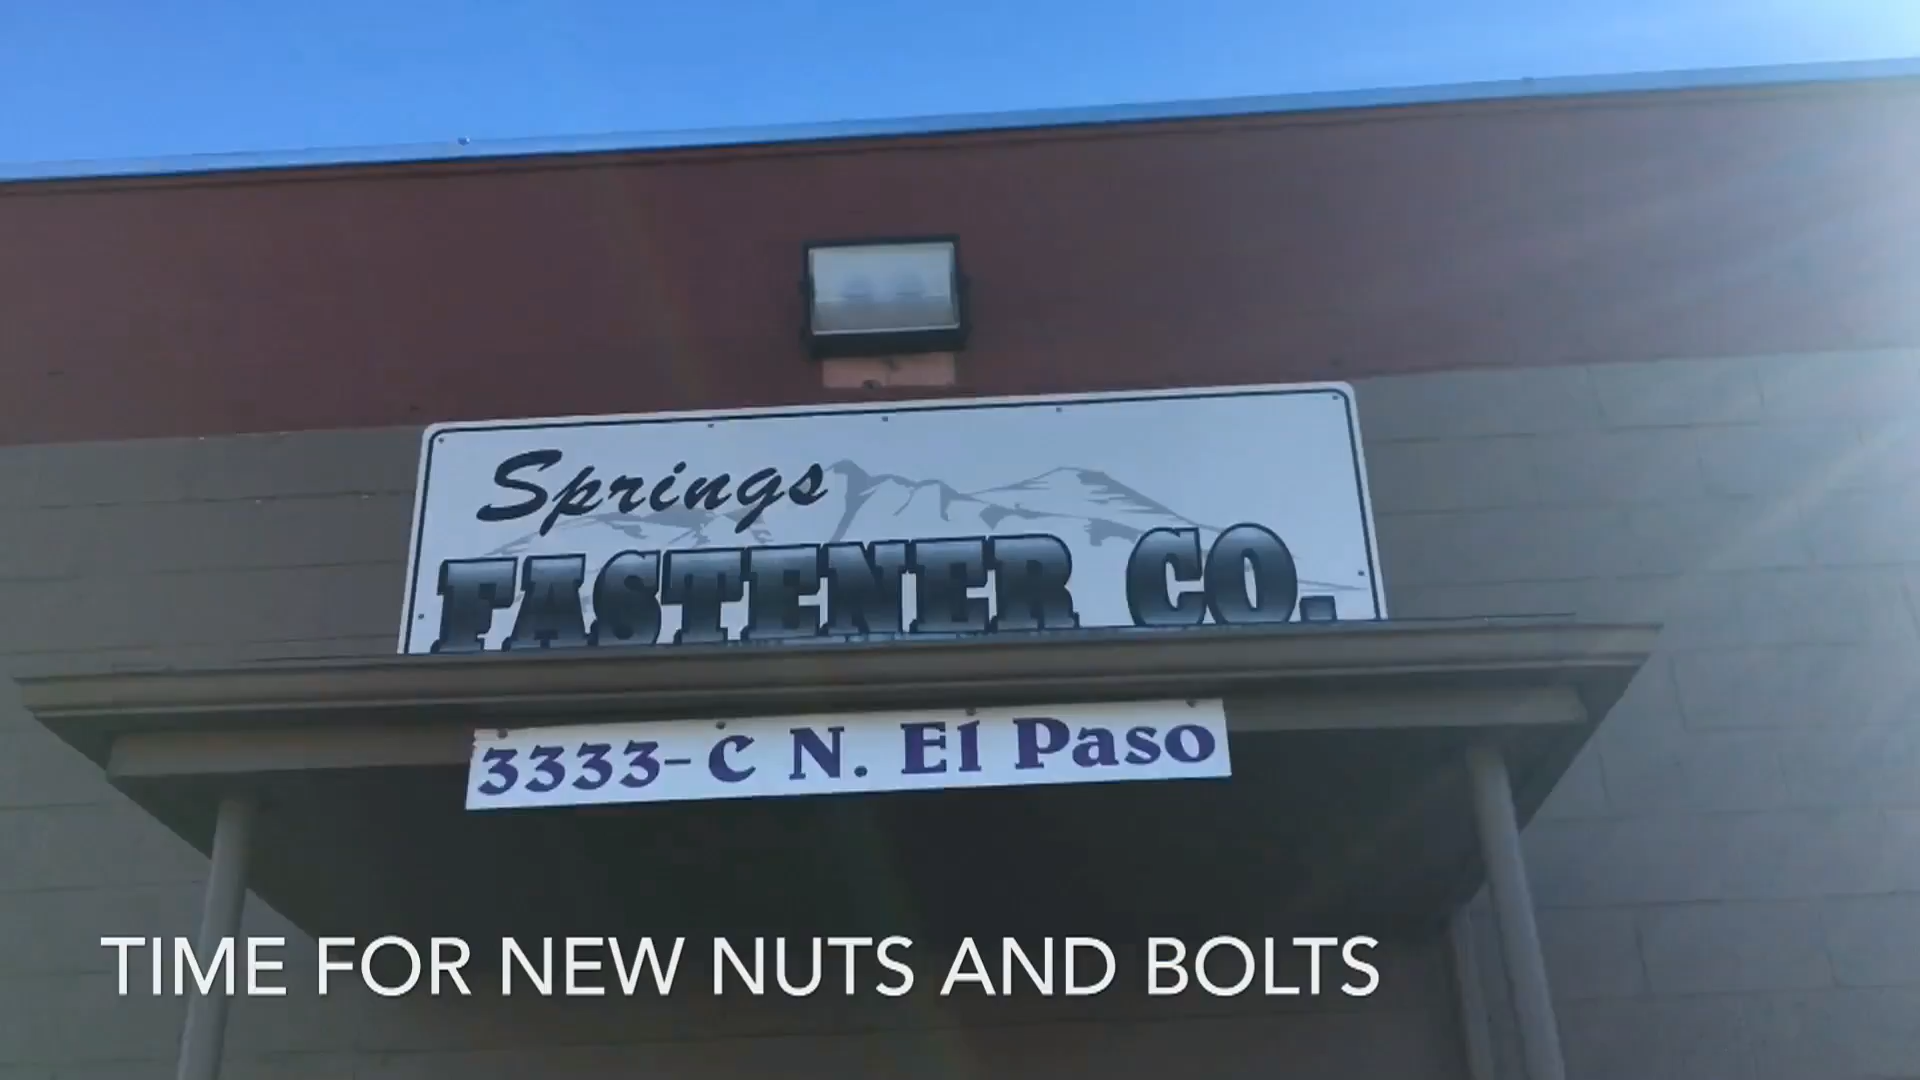 Springs
FASTENER CO.
3333-C N. El Paso
TIME FOR NEW NUTS AND BOLTS